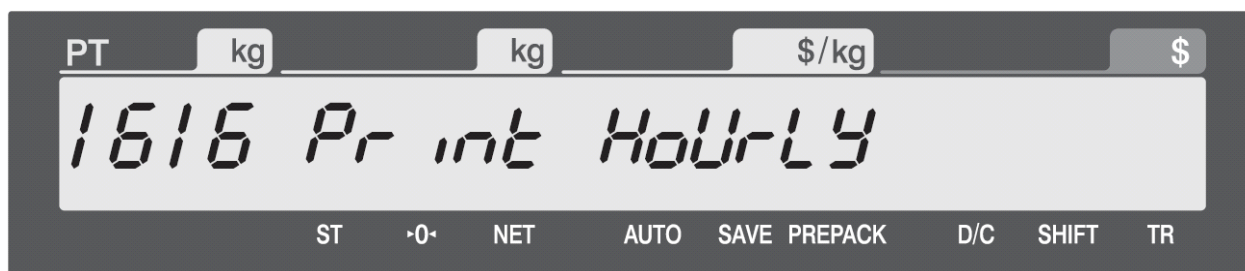 PT kg kg $/kg $
1616 Print HoUrLY
ST ▸0◂ NET AUTO SAVE PREPACK D/C SHIFT TR